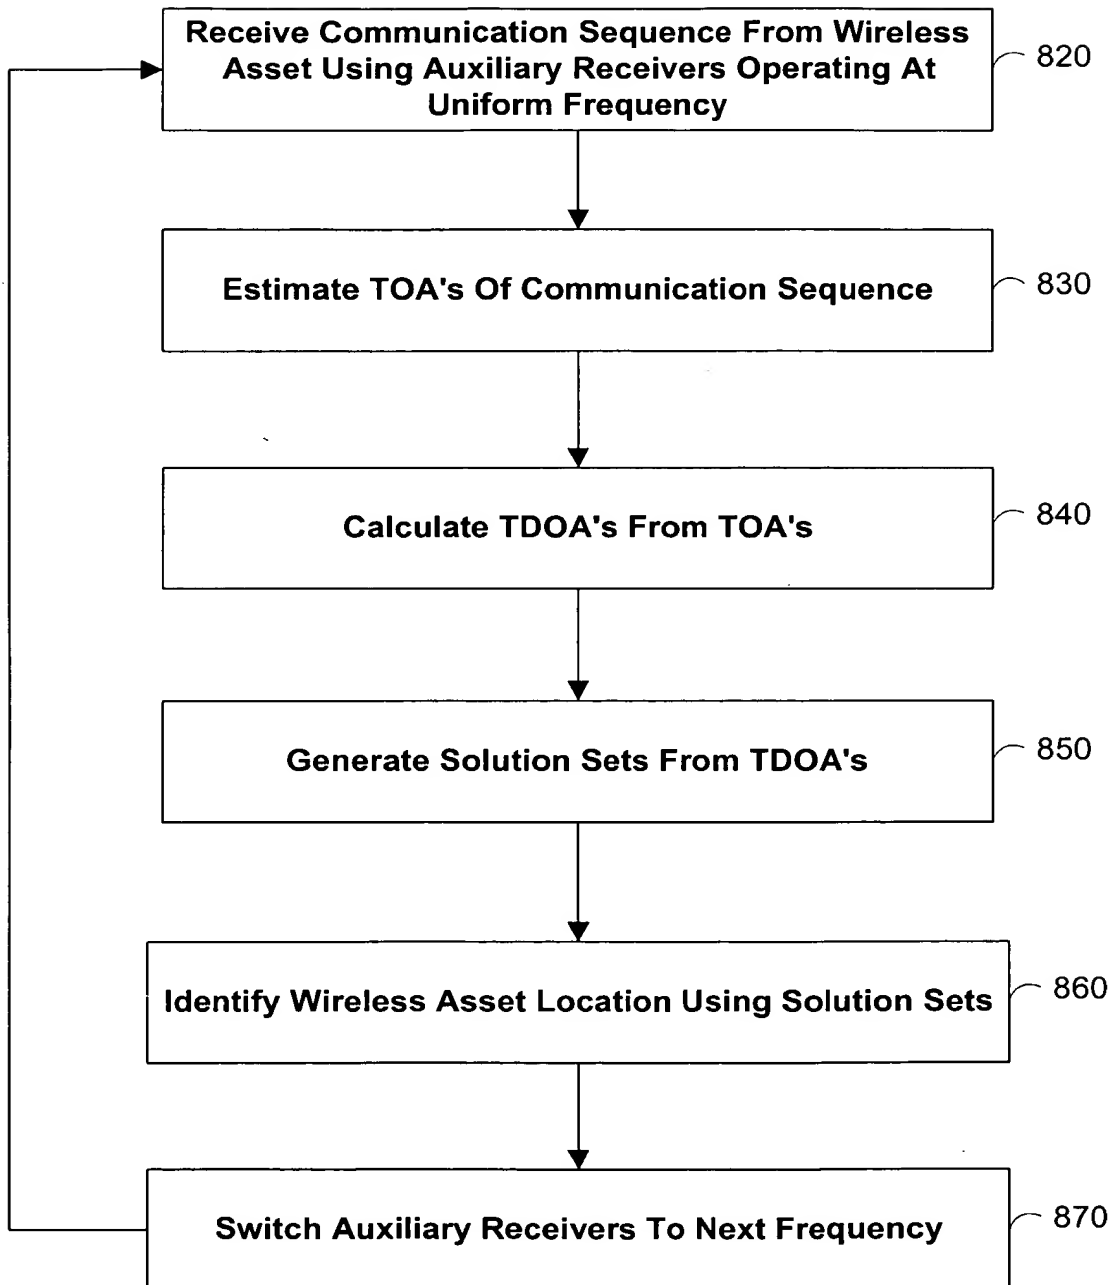 Receive Communication Sequence From Wireless
Asset Using Auxiliary Receivers Operating At
Uniform Frequency
820
Estimate TOA's Of Communication Sequence
830
Calculate TDOA's From TOA's
840
Generate Solution Sets From TDOA's
850
Identify Wireless Asset Location Using Solution Sets
860
Switch Auxiliary Receivers To Next Frequency
870